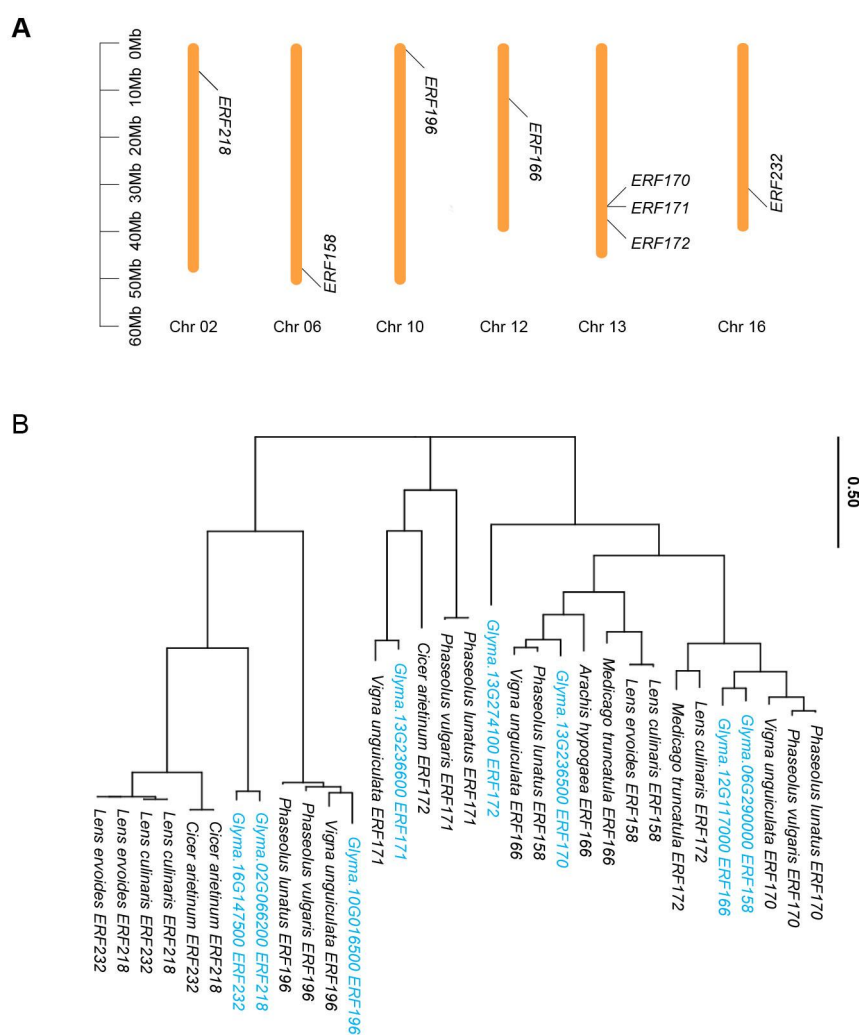 A
0Mb
10Mb
20Mb
30Mb
40Mb
50Mb
60Mb
ERF218
ERF158
ERF196
ERF166
ERF170
ERF171
ERF172
ERF232
Chr 02
Chr 06
Chr 10
Chr 12
Chr 13
Chr 16
B
0.50
Lens ervoides ERF232
Lens ervoides ERF218
Lens culinaris ERF232
Lens culinaris ERF218
Cicer arietinum ERF232
Cicer arietinum ERF218
Glyma.16G147500 ERF232
Glyma.02G066200 ERF218
Phaseolus lunatus ERF196
Phaseolus vulgaris ERF196
Vigna unguiculata ERF196
Glyma.10G016500 ERF196
Vigna unguiculata ERF171
Glyma.13G236600 ERF171
Cicer arietinum ERF172
Phaseolus vulgaris ERF171
Phaseolus lunatus ERF171
Glyma.13G274100 ERF172
Vigna unguiculata ERF166
Phaseolus lunatus ERF158
Glyma.13G236500 ERF170
Arachis hypogaea ERF166
Medicago truncatula ERF166
Lens ervoides ERF158
Lens culinaris ERF158
Medicago truncatula ERF172
Lens culinaris ERF172
Glyma.12G117000 ERF166
Glyma.06G290000 ERF158
Vigna unguiculata ERF170
Phaseolus vulgaris ERF170
Phaseolus lunatus ERF170